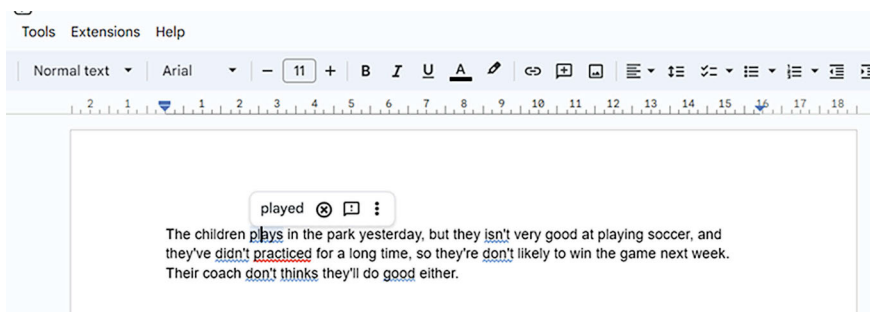 Tools Extensions Help
Normal text Arial − 11 + B I U A
2 1 1 2 3 4 5 6 7 8 9 10 11 12 13 14 15 16 17 18
played
The children plays in the park yesterday, but they isn't very good at playing soccer, and
they've didn't practiced for a long time, so they're don't likely to win the game next week.
Their coach don't thinks they'll do good either.